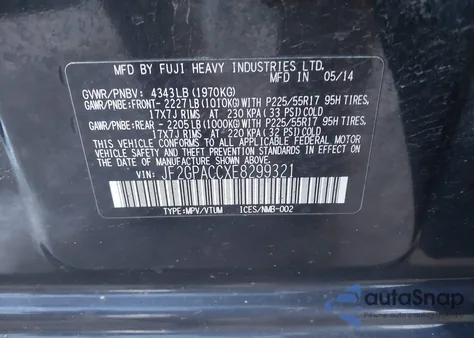 MFD BY FUJI HEAVY INDUSTRIES LTD.
MFD IN 05/14
GVWR/PNBV: 4343LB (1970KG)
GAWR/PNBE: FRONT- 2227LB (1010KG) WITH P225/55R17 95H TIRES,
17X7J RIMS AT 230 KPA (33 PSI) COLD
GAWR/PNBE: REAR - 2205LB (1000KG) WITH P225/55R17 95H TIRES,
17X7J RIMS AT 220 KPA (32 PSI) COLD
THIS VEHICLE CONFORMS TO ALL APPLICABLE FEDERAL MOTOR
VEHICLE SAFETY, BUMPER, AND THEFT PREVENTION STANDARDS IN EFFECT ON
THE DATE OF MANUFACTURE SHOWN ABOVE.
VIN: JF2GPACCXE8299321
TYPE:MPV/VTUM ICES/NMB-002
autoSnap